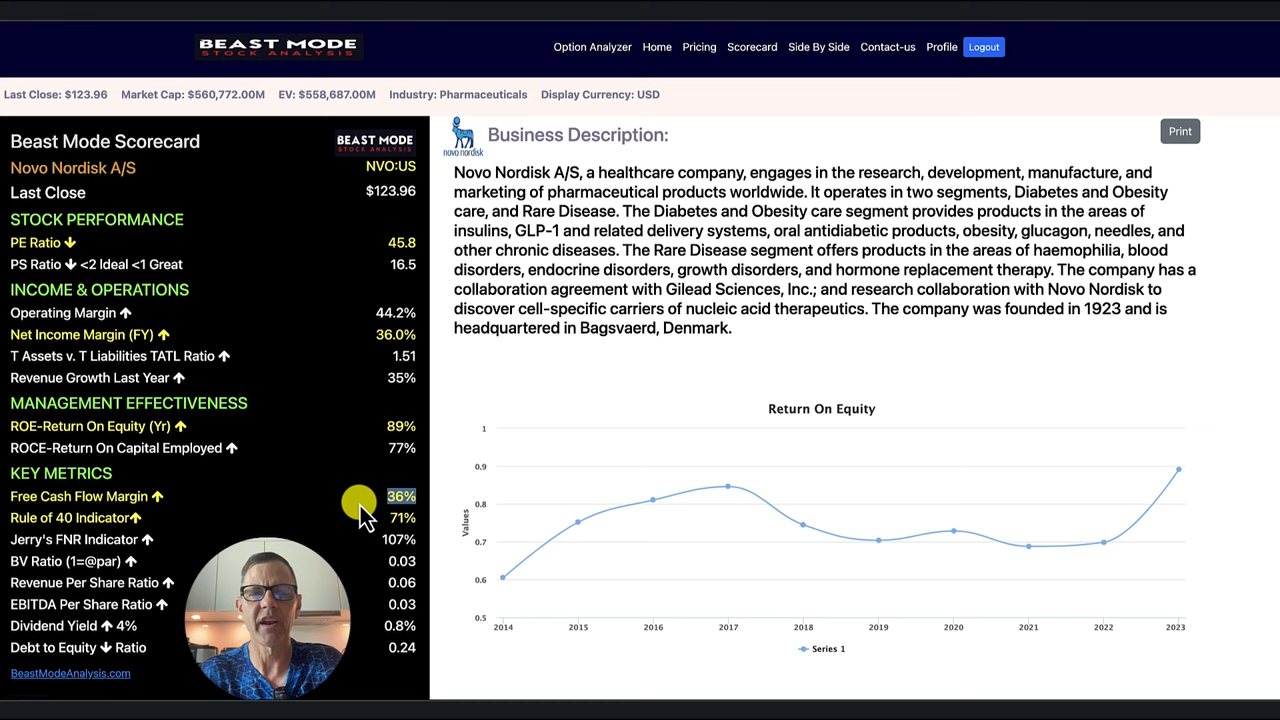 BEAST MODE
STOCK ANALYSIS
Option Analyzer Home Pricing Scorecard Side By Side Contact-us Profile Logout
Last Close: $123.96 Market Cap: $560,772.00M EV: $558,687.00M Industry: Pharmaceuticals Display Currency: USD
Beast Mode Scorecard
BEAST MODE
STOCK ANALYSIS
Novo Nordisk A/S NVO:US
Last Close $123.96
STOCK PERFORMANCE
PE Ratio ↓ 45.8
PS Ratio ↓ <2 Ideal <1 Great 16.5
INCOME & OPERATIONS
Operating Margin ↑ 44.2%
Net Income Margin (FY) ↑ 36.0%
T Assets v. T Liabilities TATL Ratio ↑ 1.51
Revenue Growth Last Year ↑ 35%
MANAGEMENT EFFECTIVENESS
ROE-Return On Equity (Yr) ↑ 89%
ROCE-Return On Capital Employed ↑ 77%
KEY METRICS
Free Cash Flow Margin ↑ 36%
Rule of 40 Indicator↑ 71%
Jerry's FNR Indicator ↑ 107%
BV Ratio (1=@par) ↑ 0.03
Revenue Per Share Ratio ↑ 0.06
EBITDA Per Share Ratio ↑ 0.03
Dividend Yield ↑ 4% 0.8%
Debt to Equity ↓ Ratio 0.24
BeastModeAnalysis.com
novo nordisk
Business Description:
Print
Novo Nordisk A/S, a healthcare company, engages in the research, development, manufacture, and
marketing of pharmaceutical products worldwide. It operates in two segments, Diabetes and Obesity
care, and Rare Disease. The Diabetes and Obesity care segment provides products in the areas of
insulins, GLP-1 and related delivery systems, oral antidiabetic products, obesity, glucagon, needles, and
other chronic diseases. The Rare Disease segment offers products in the areas of haemophilia, blood
disorders, endocrine disorders, growth disorders, and hormone replacement therapy. The company has a
collaboration agreement with Gilead Sciences, Inc.; and research collaboration with Novo Nordisk to
discover cell-specific carriers of nucleic acid therapeutics. The company was founded in 1923 and is
headquartered in Bagsvaerd, Denmark.
Return On Equity
1
0.9
0.8
0.7
0.6
0.5
Values
2014 2015 2016 2017 2018 2019 2020 2021 2022 2023
Series 1